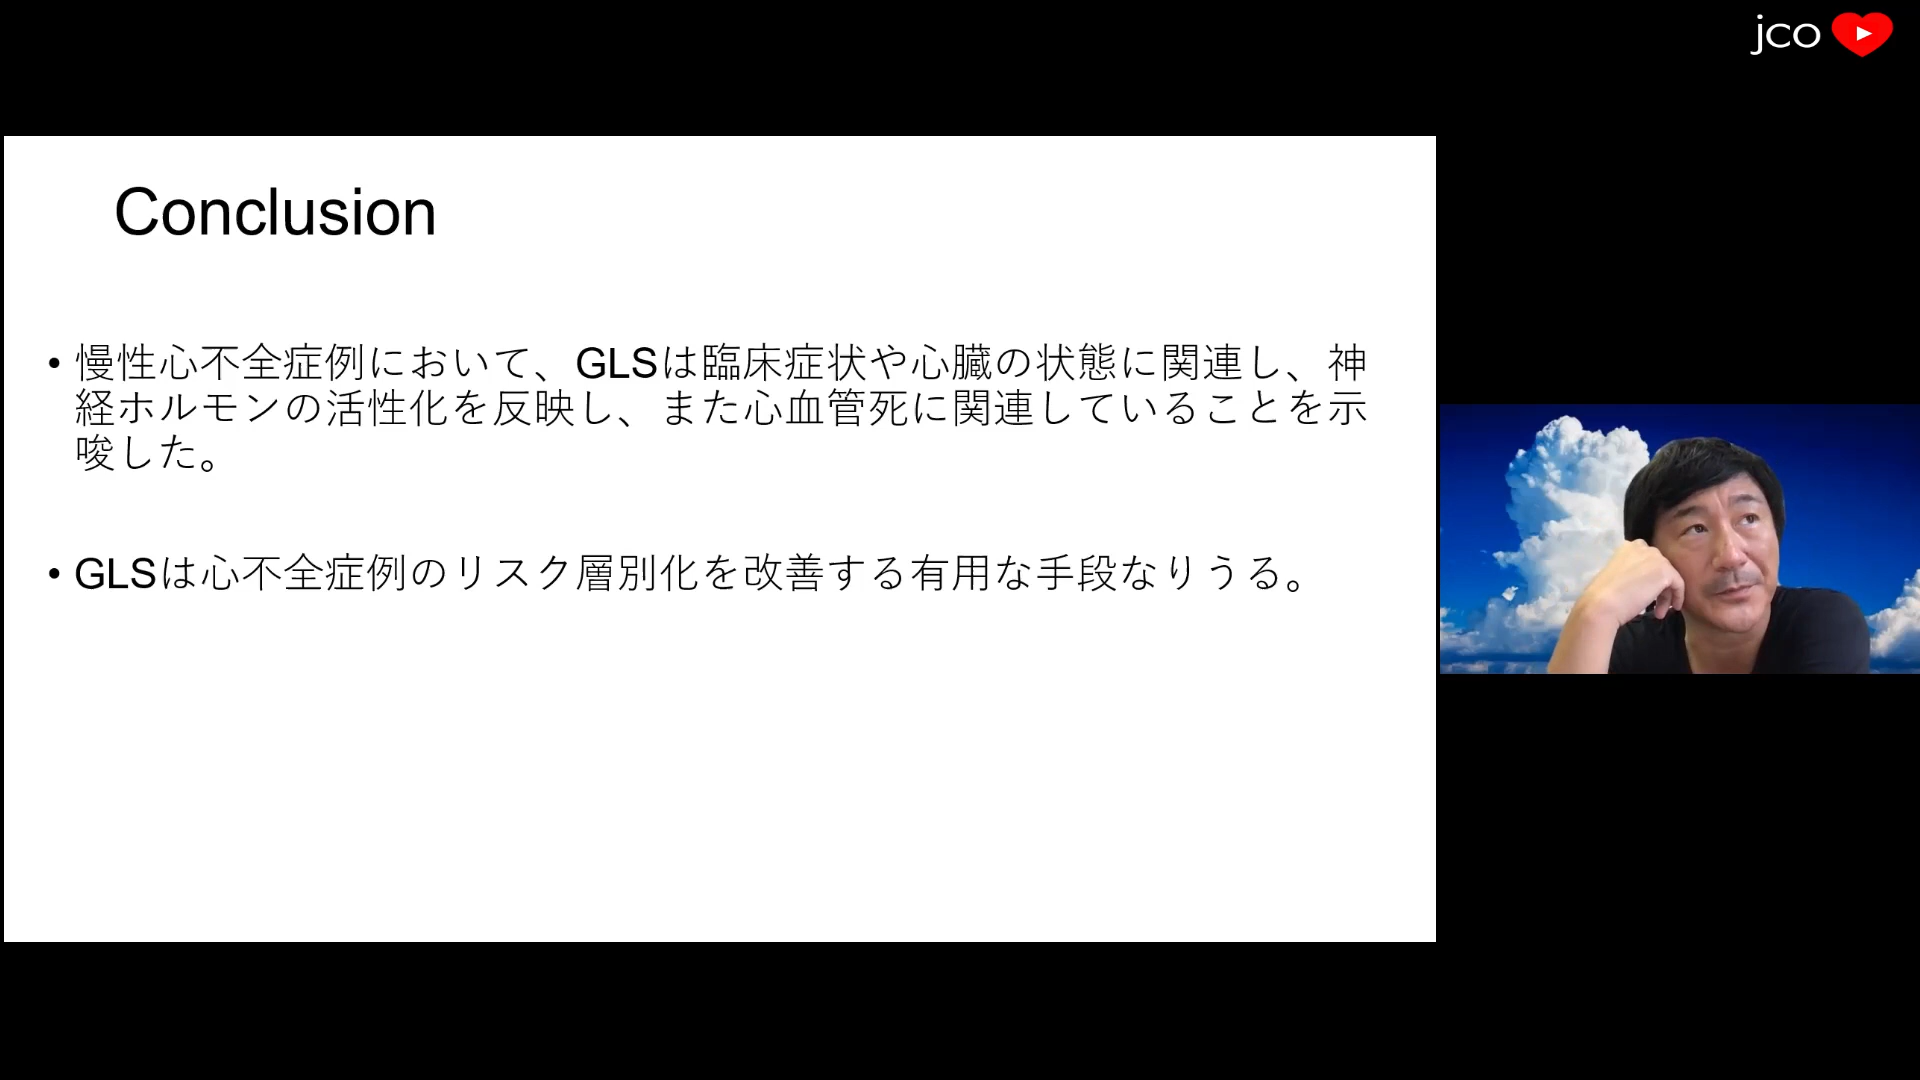 jco
Conclusion
• 慢性心不全症例において、GLSは臨床症状や心臓の状態に関連し、神
経ホルモンの活性化を反映し、また心血管死に関連していることを示
唆した。
• GLSは心不全症例のリスク層別化を改善する有用な手段なりうる。